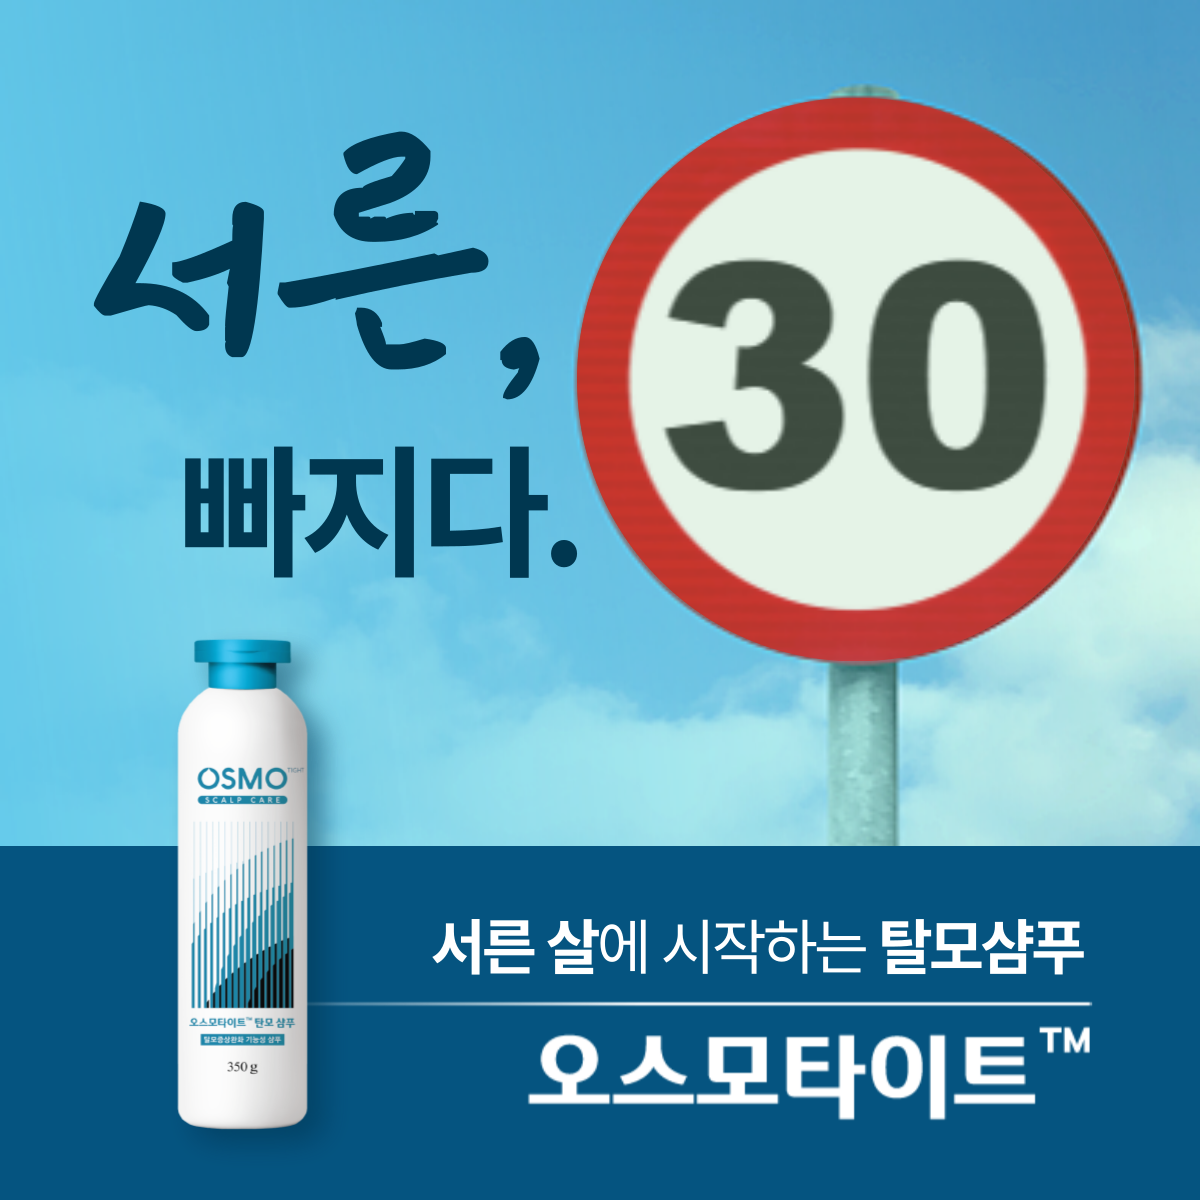 서른,
빠지다.
30
OSMO TIGHT
SCALP CARE
오스모타이트™ 탄모 샴푸
탈모증상완화 기능성 샴푸
350 g
서른 살에 시작하는 탈모샴푸
오스모타이트™